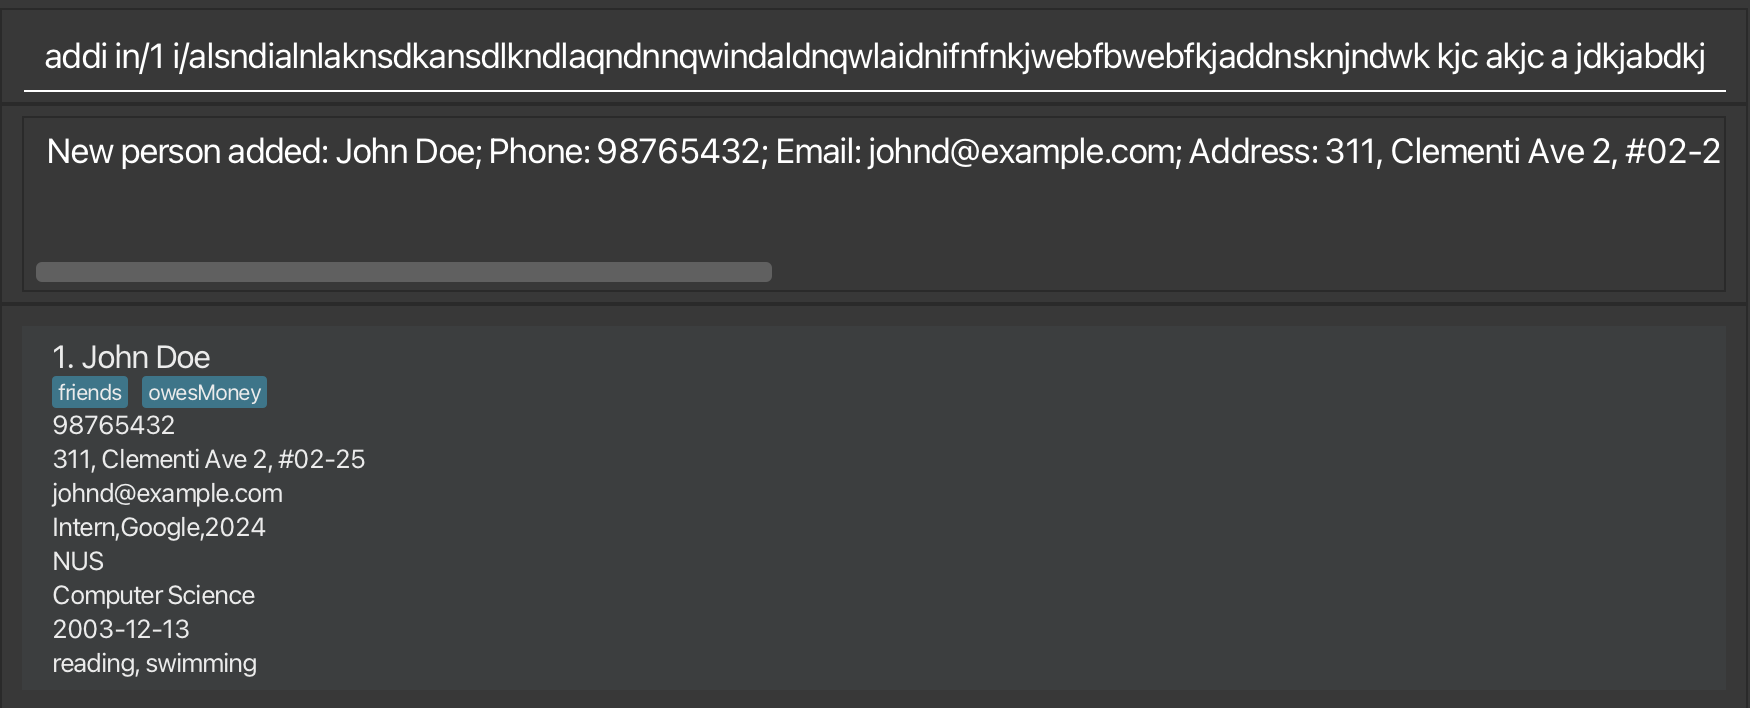 addi in/1 i/alsndialnlaknsdkansdlkndlaqndnnqwindaldnqwlaidnifnfnkjwebfbwebfkjaddnsknjndwk kjc akjc a jdkjabdkj
New person added: John Doe; Phone: 98765432; Email: johnd@example.com; Address: 311, Clementi Ave 2, #02-2
1. John Doe
friends owesMoney
98765432
311, Clementi Ave 2, #02-25
johnd@example.com
Intern,Google,2024
NUS
Computer Science
2003-12-13
reading, swimming